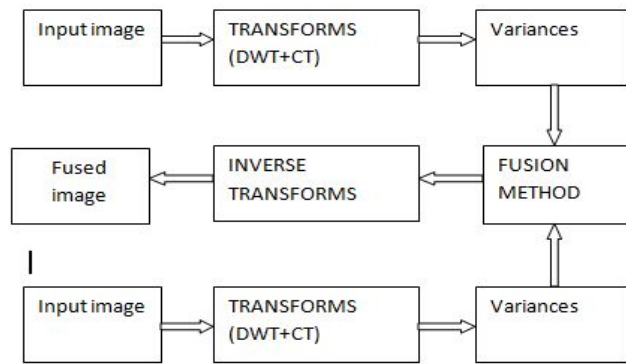 Input image
TRANSFORMS
(DWT+CT)
Variances
Fused
image
INVERSE
TRANSFORMS
FUSION
METHOD
Input image
TRANSFORMS
(DWT+CT)
Variances